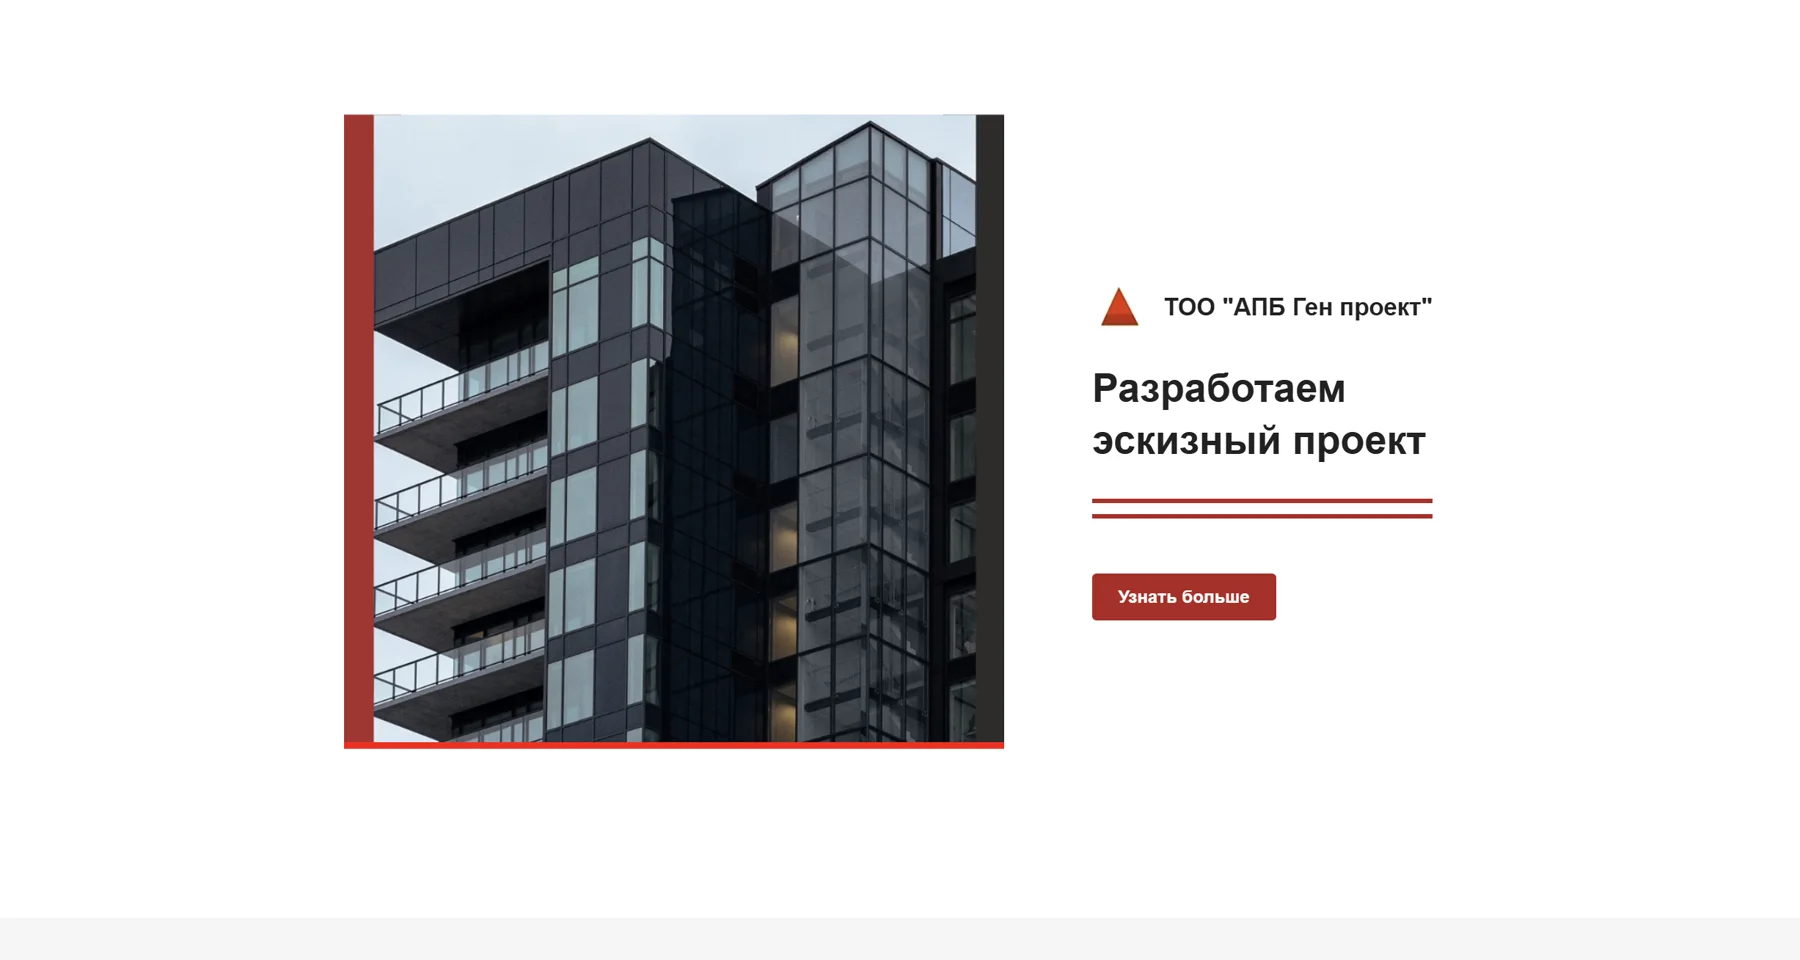 ТОО "АПБ Ген проект"
Разработаем
эскизный проект
Узнать больше